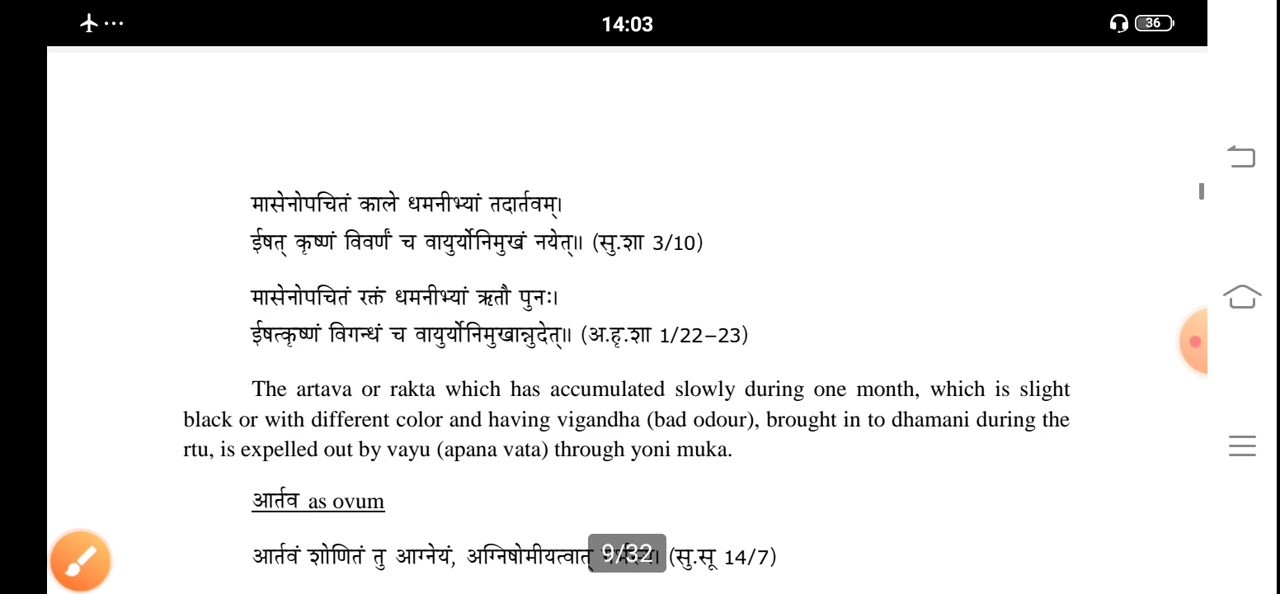 14:03
36
मासेनोपचितं काले धमनीभ्यां तदार्तवम्।
ईषत् कृष्णं विवर्णं च वायुर्योनिमुखं नयेत्॥ (सु.शा 3/10)
मासेनोपचितं रक्तं धमनीभ्यां ऋतौ पुनः।
ईषत्कृष्णं विगन्धं च वायुर्योनिमुखान्नुदेत्॥ (अ.हृ.शा 1/22–23)
The artava or rakta which has accumulated slowly during one month, which is slight
black or with different color and having vigandha (bad odour), brought in to dhamani during the
rtu, is expelled out by vayu (apana vata) through yoni muka.
आर्तव as ovum
आर्तवं शोणितं तु आग्नेयं, अग्निषोमीयत्वात् (सु.सू 14/7)
9/32